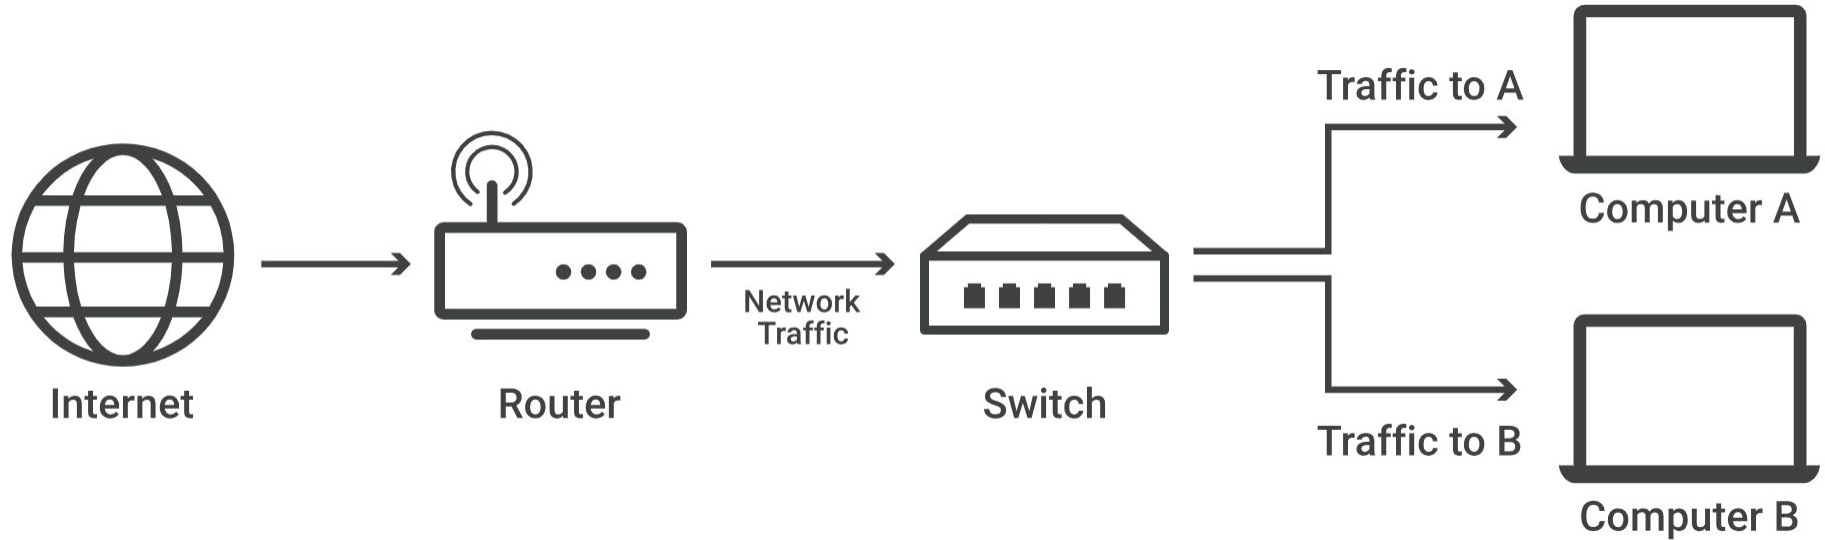 Internet
Router
Network
Traffic
Switch
Traffic to A
Computer A
Traffic to B
Computer B